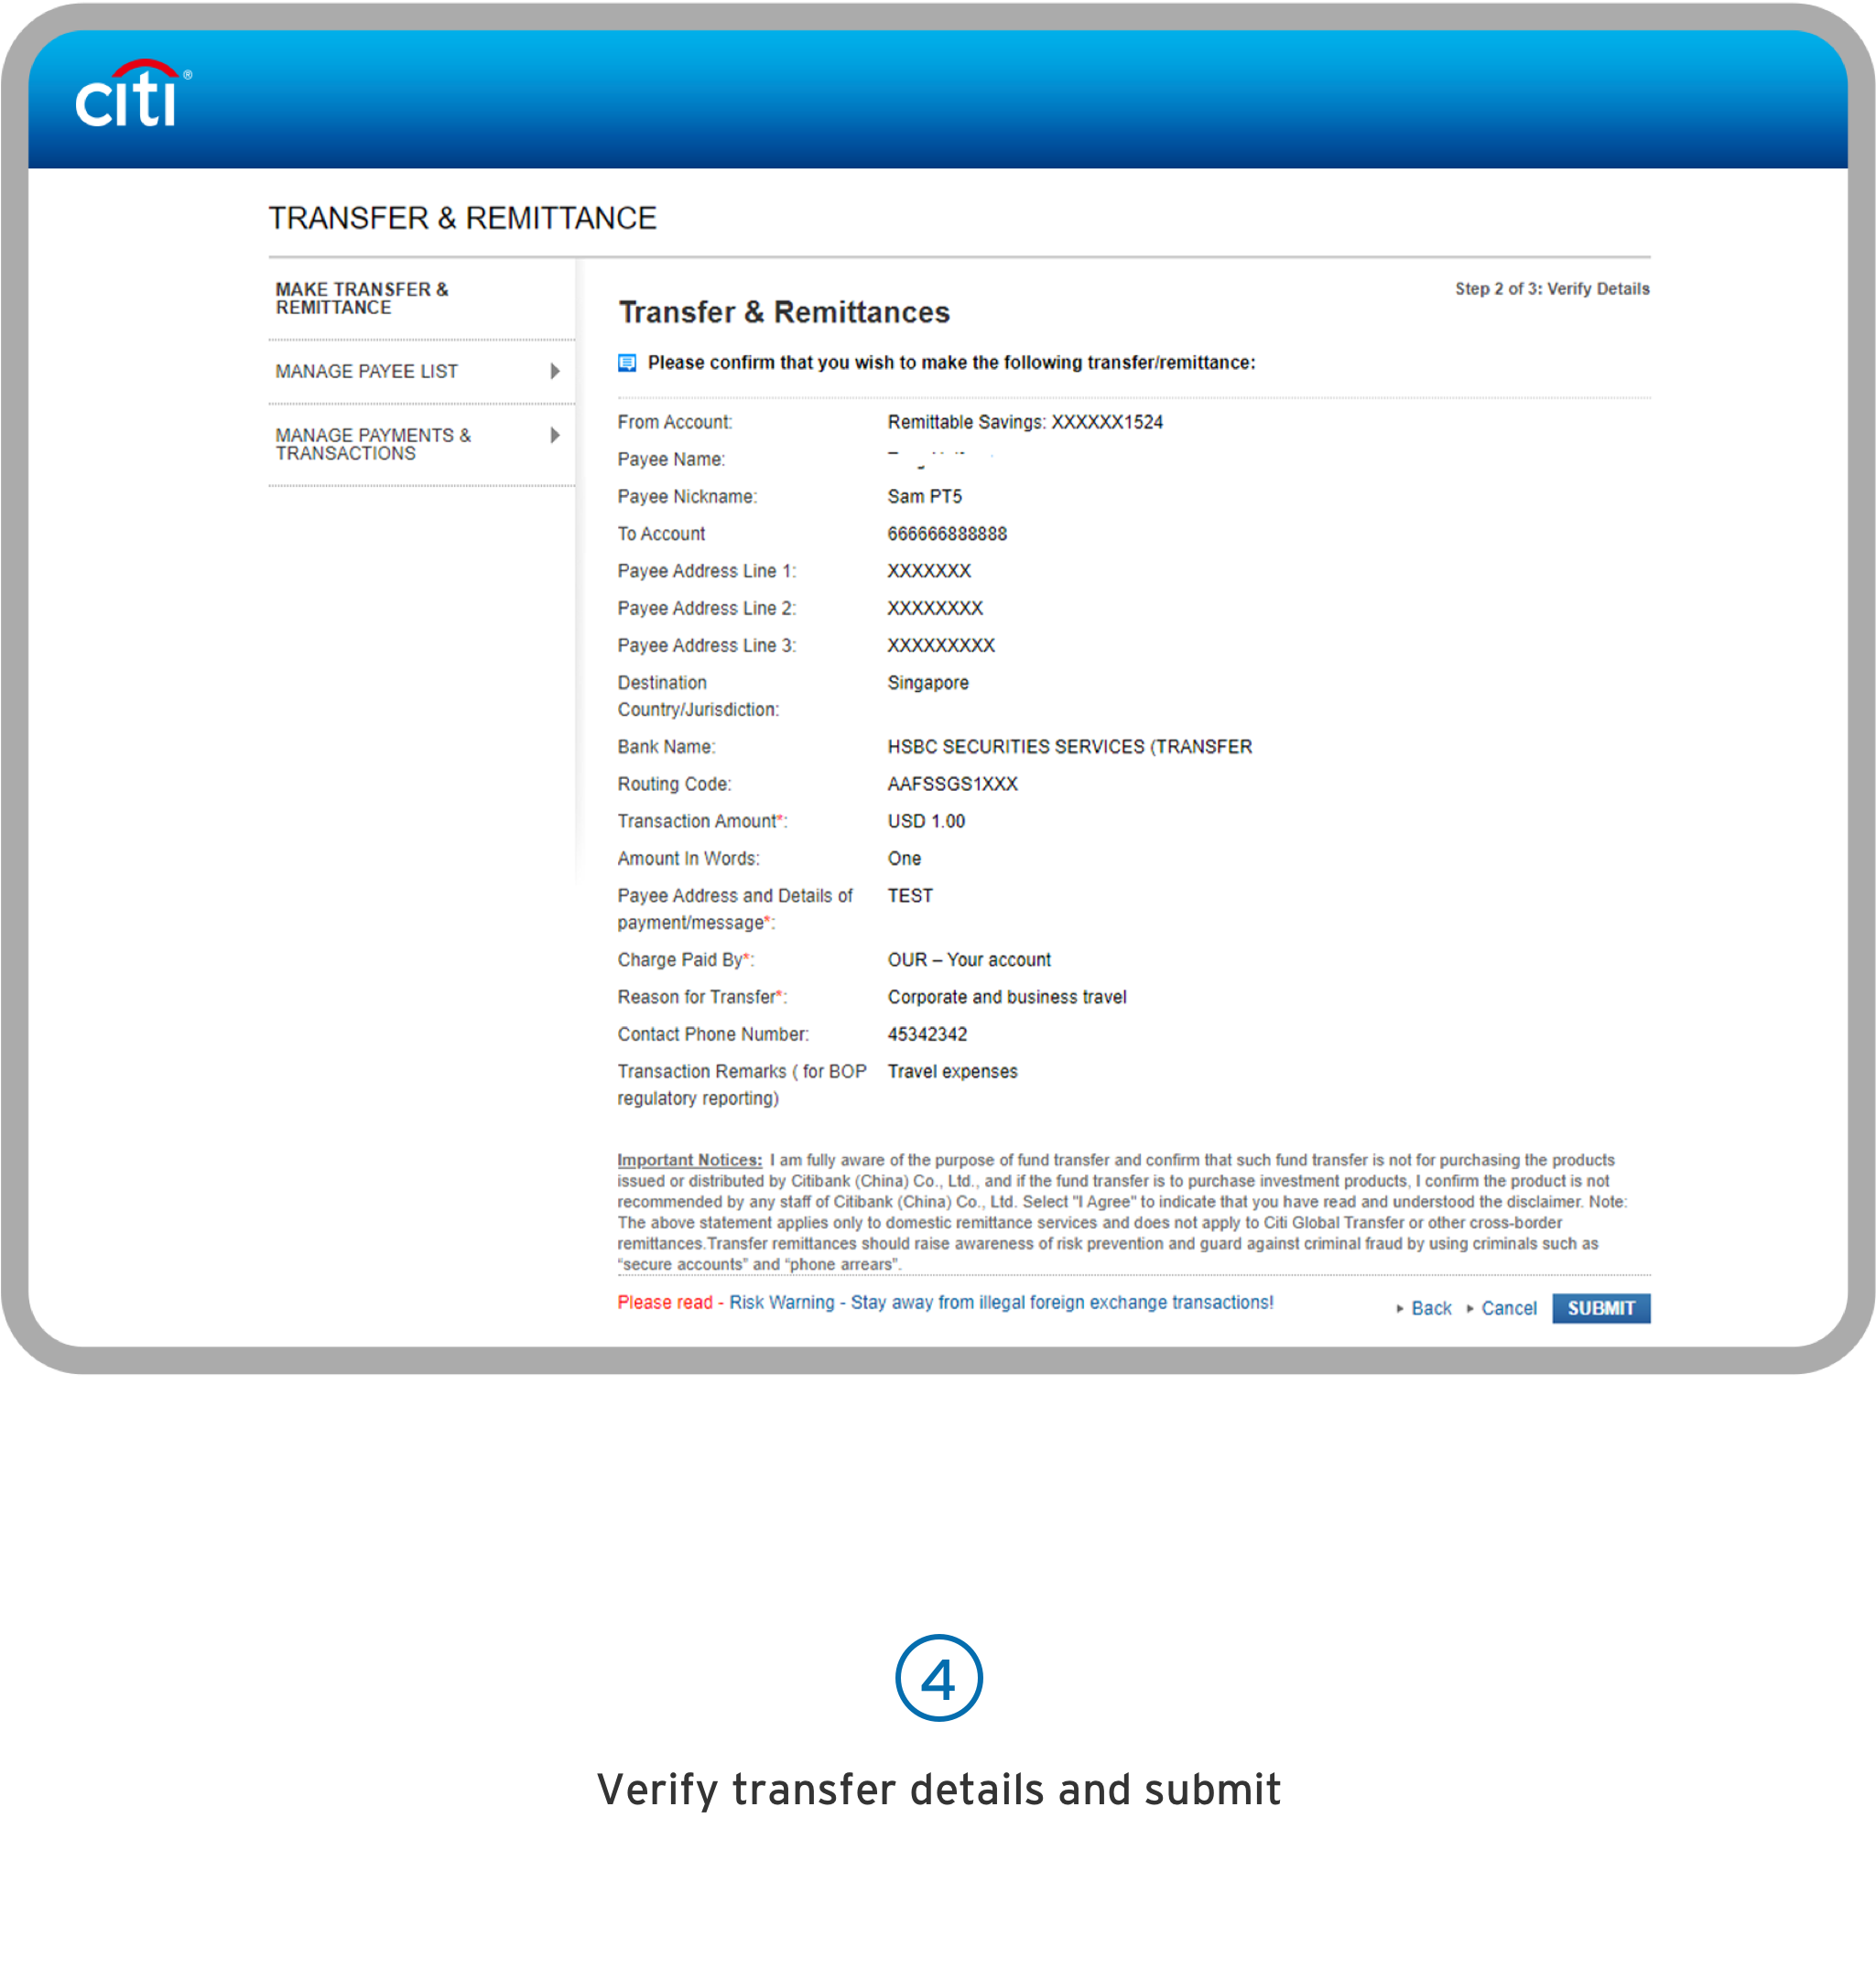 citi®
TRANSFER & REMITTANCE
MAKE TRANSFER &
REMITTANCE
MANAGE PAYEE LIST
MANAGE PAYMENTS &
TRANSACTIONS
Step 2 of 3: Verify Details
Transfer & Remittances
Please confirm that you wish to make the following transfer/remittance:
From Account: Remittable Savings: XXXXXX1524
Payee Name:
Payee Nickname: Sam PT5
To Account 666666888888
Payee Address Line 1: XXXXXXX
Payee Address Line 2: XXXXXXXX
Payee Address Line 3: XXXXXXXXX
Destination Singapore
Country/Jurisdiction:
Bank Name: HSBC SECURITIES SERVICES (TRANSFER
Routing Code: AAFSSGS1XXX
Transaction Amount*: USD 1.00
Amount In Words: One
Payee Address and Details of TEST
payment/message*:
Charge Paid By*: OUR – Your account
Reason for Transfer*: Corporate and business travel
Contact Phone Number: 45342342
Transaction Remarks ( for BOP Travel expenses
regulatory reporting)
Important Notices: I am fully aware of the purpose of fund transfer and confirm that such fund transfer is not for purchasing the products
issued or distributed by Citibank (China) Co., Ltd., and if the fund transfer is to purchase investment products, I confirm the product is not
recommended by any staff of Citibank (China) Co., Ltd. Select "I Agree" to indicate that you have read and understood the disclaimer. Note:
The above statement applies only to domestic remittance services and does not apply to Citi Global Transfer or other cross-border
remittances.Transfer remittances should raise awareness of risk prevention and guard against criminal fraud by using criminals such as
“secure accounts” and “phone arrears”.
Please read - Risk Warning - Stay away from illegal foreign exchange transactions!
Back Cancel SUBMIT
4
Verify transfer details and submit